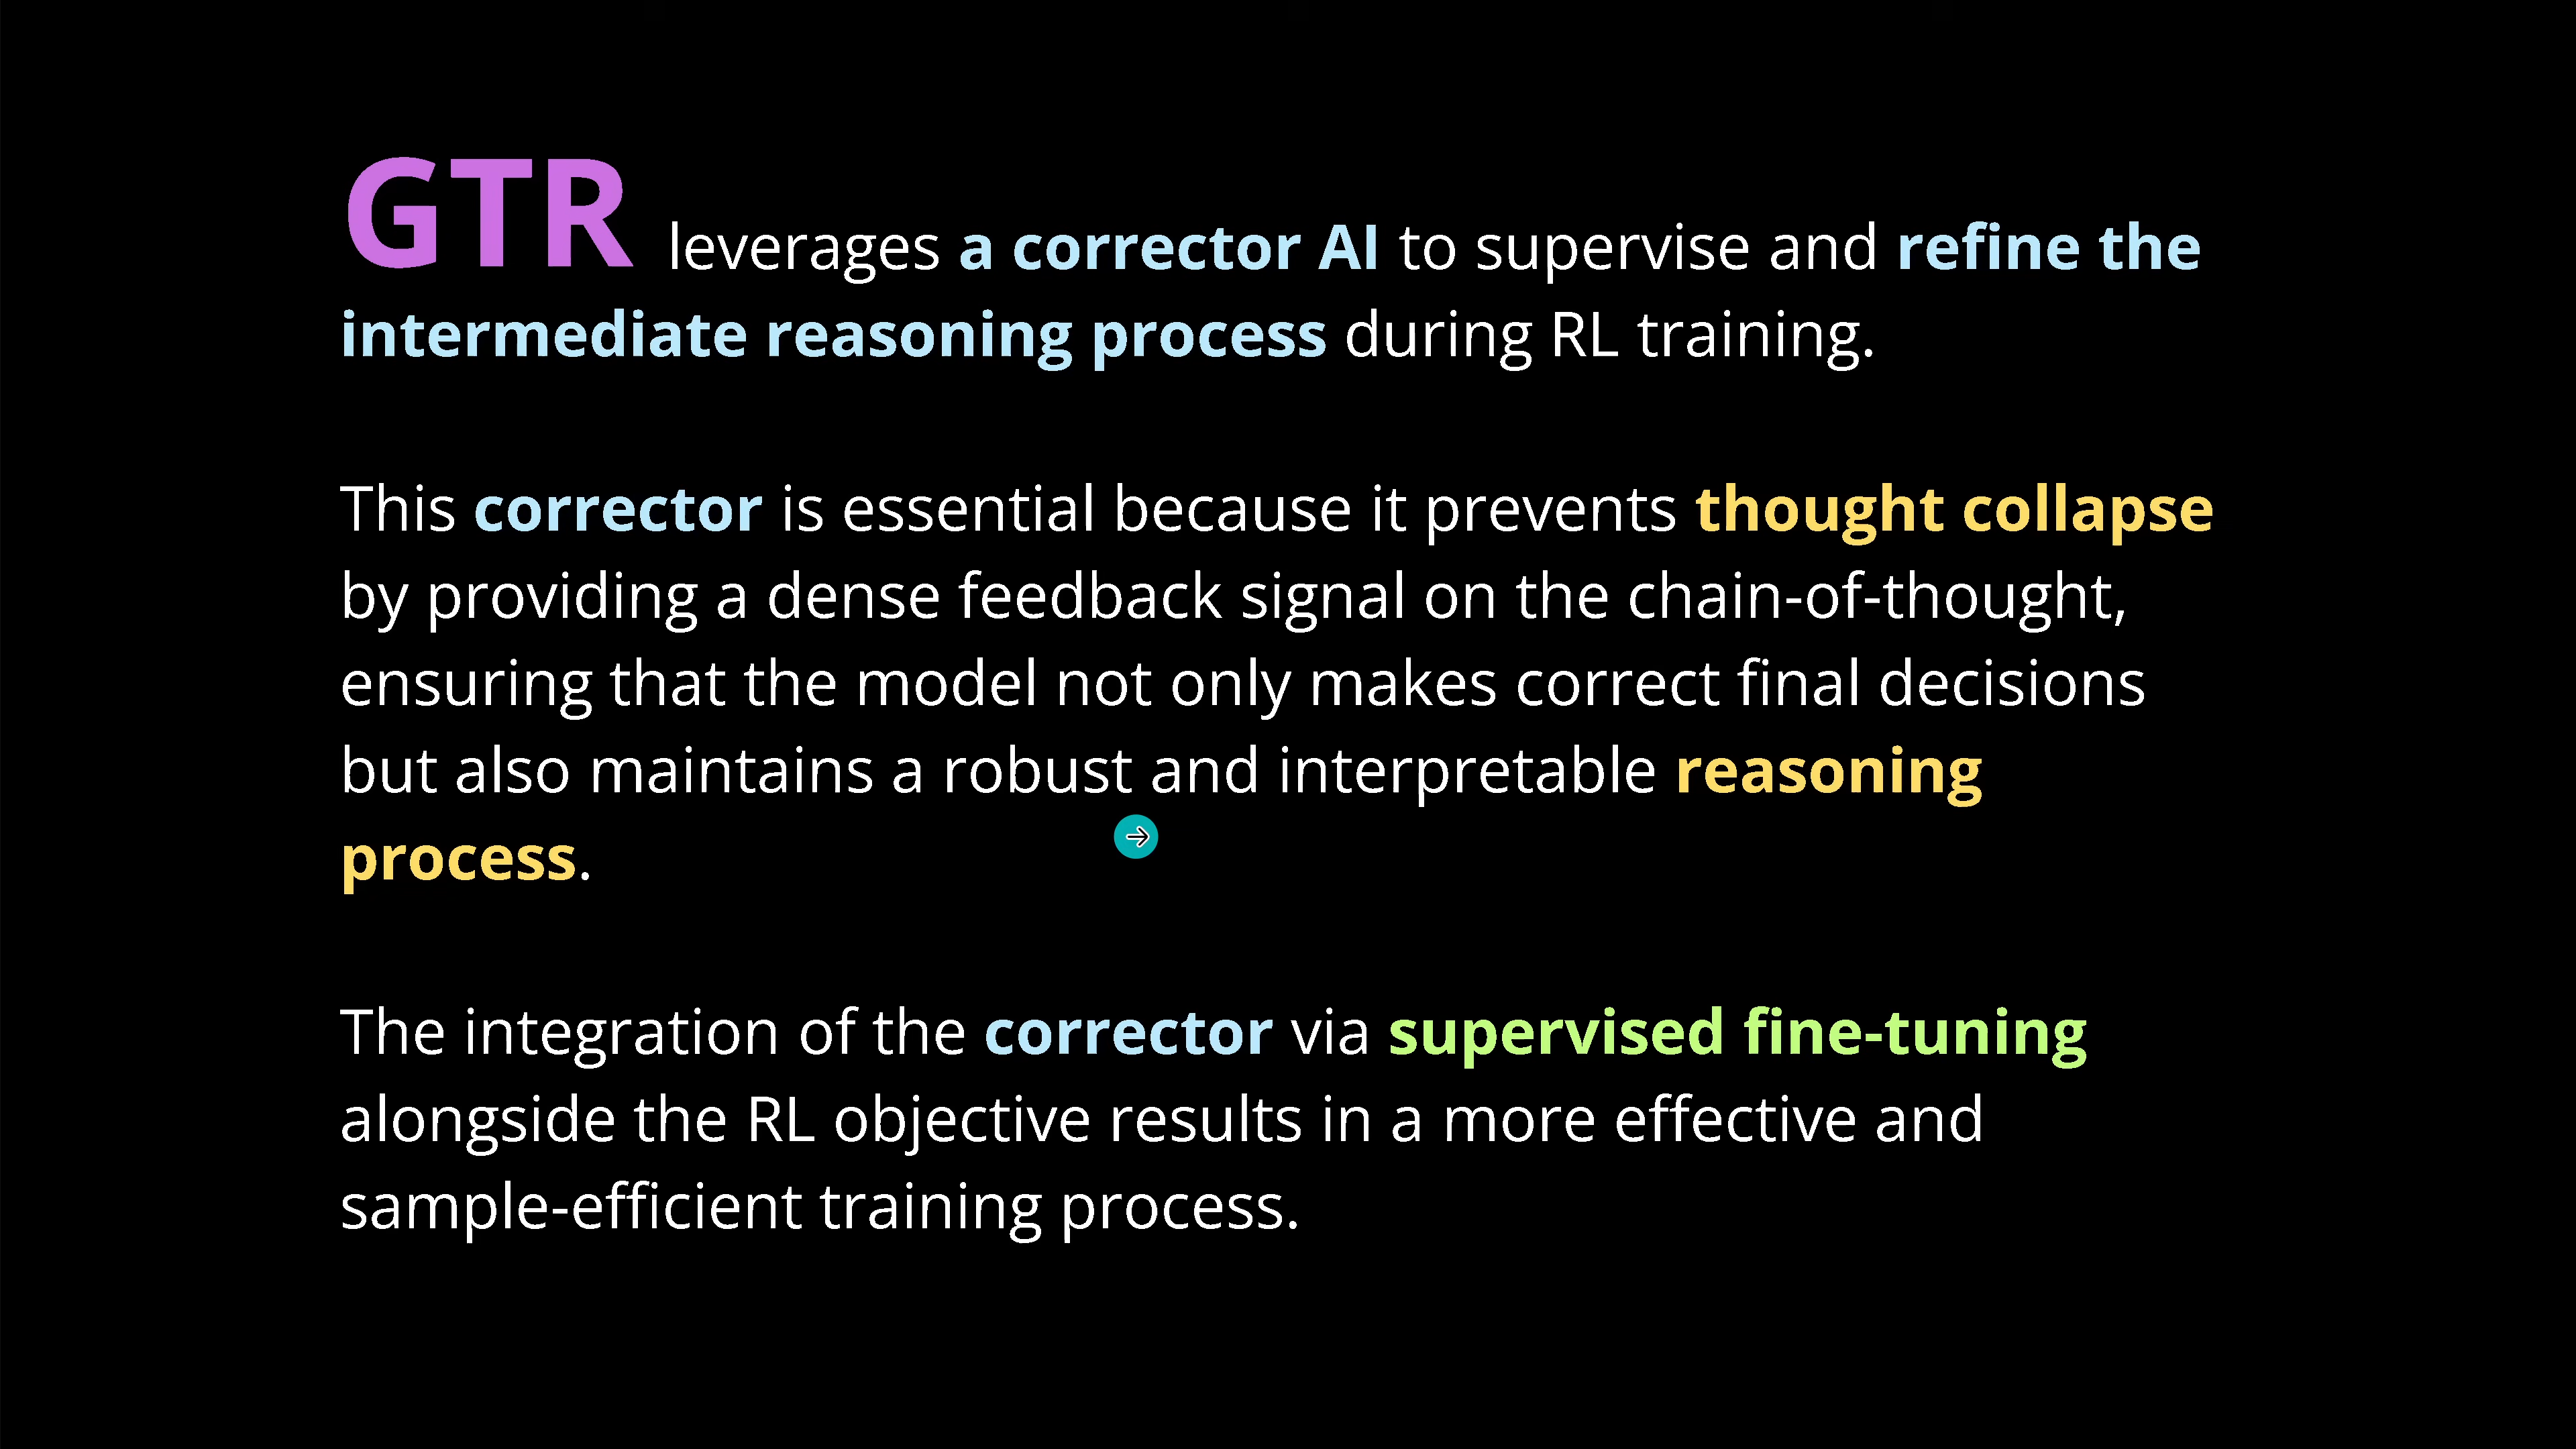 GTR leverages a corrector AI to supervise and refine the
intermediate reasoning process during RL training.
This corrector is essential because it prevents thought collapse
by providing a dense feedback signal on the chain-of-thought,
ensuring that the model not only makes correct final decisions
but also maintains a robust and interpretable reasoning
process.
The integration of the corrector via supervised fine-tuning
alongside the RL objective results in a more effective and
sample-efficient training process.